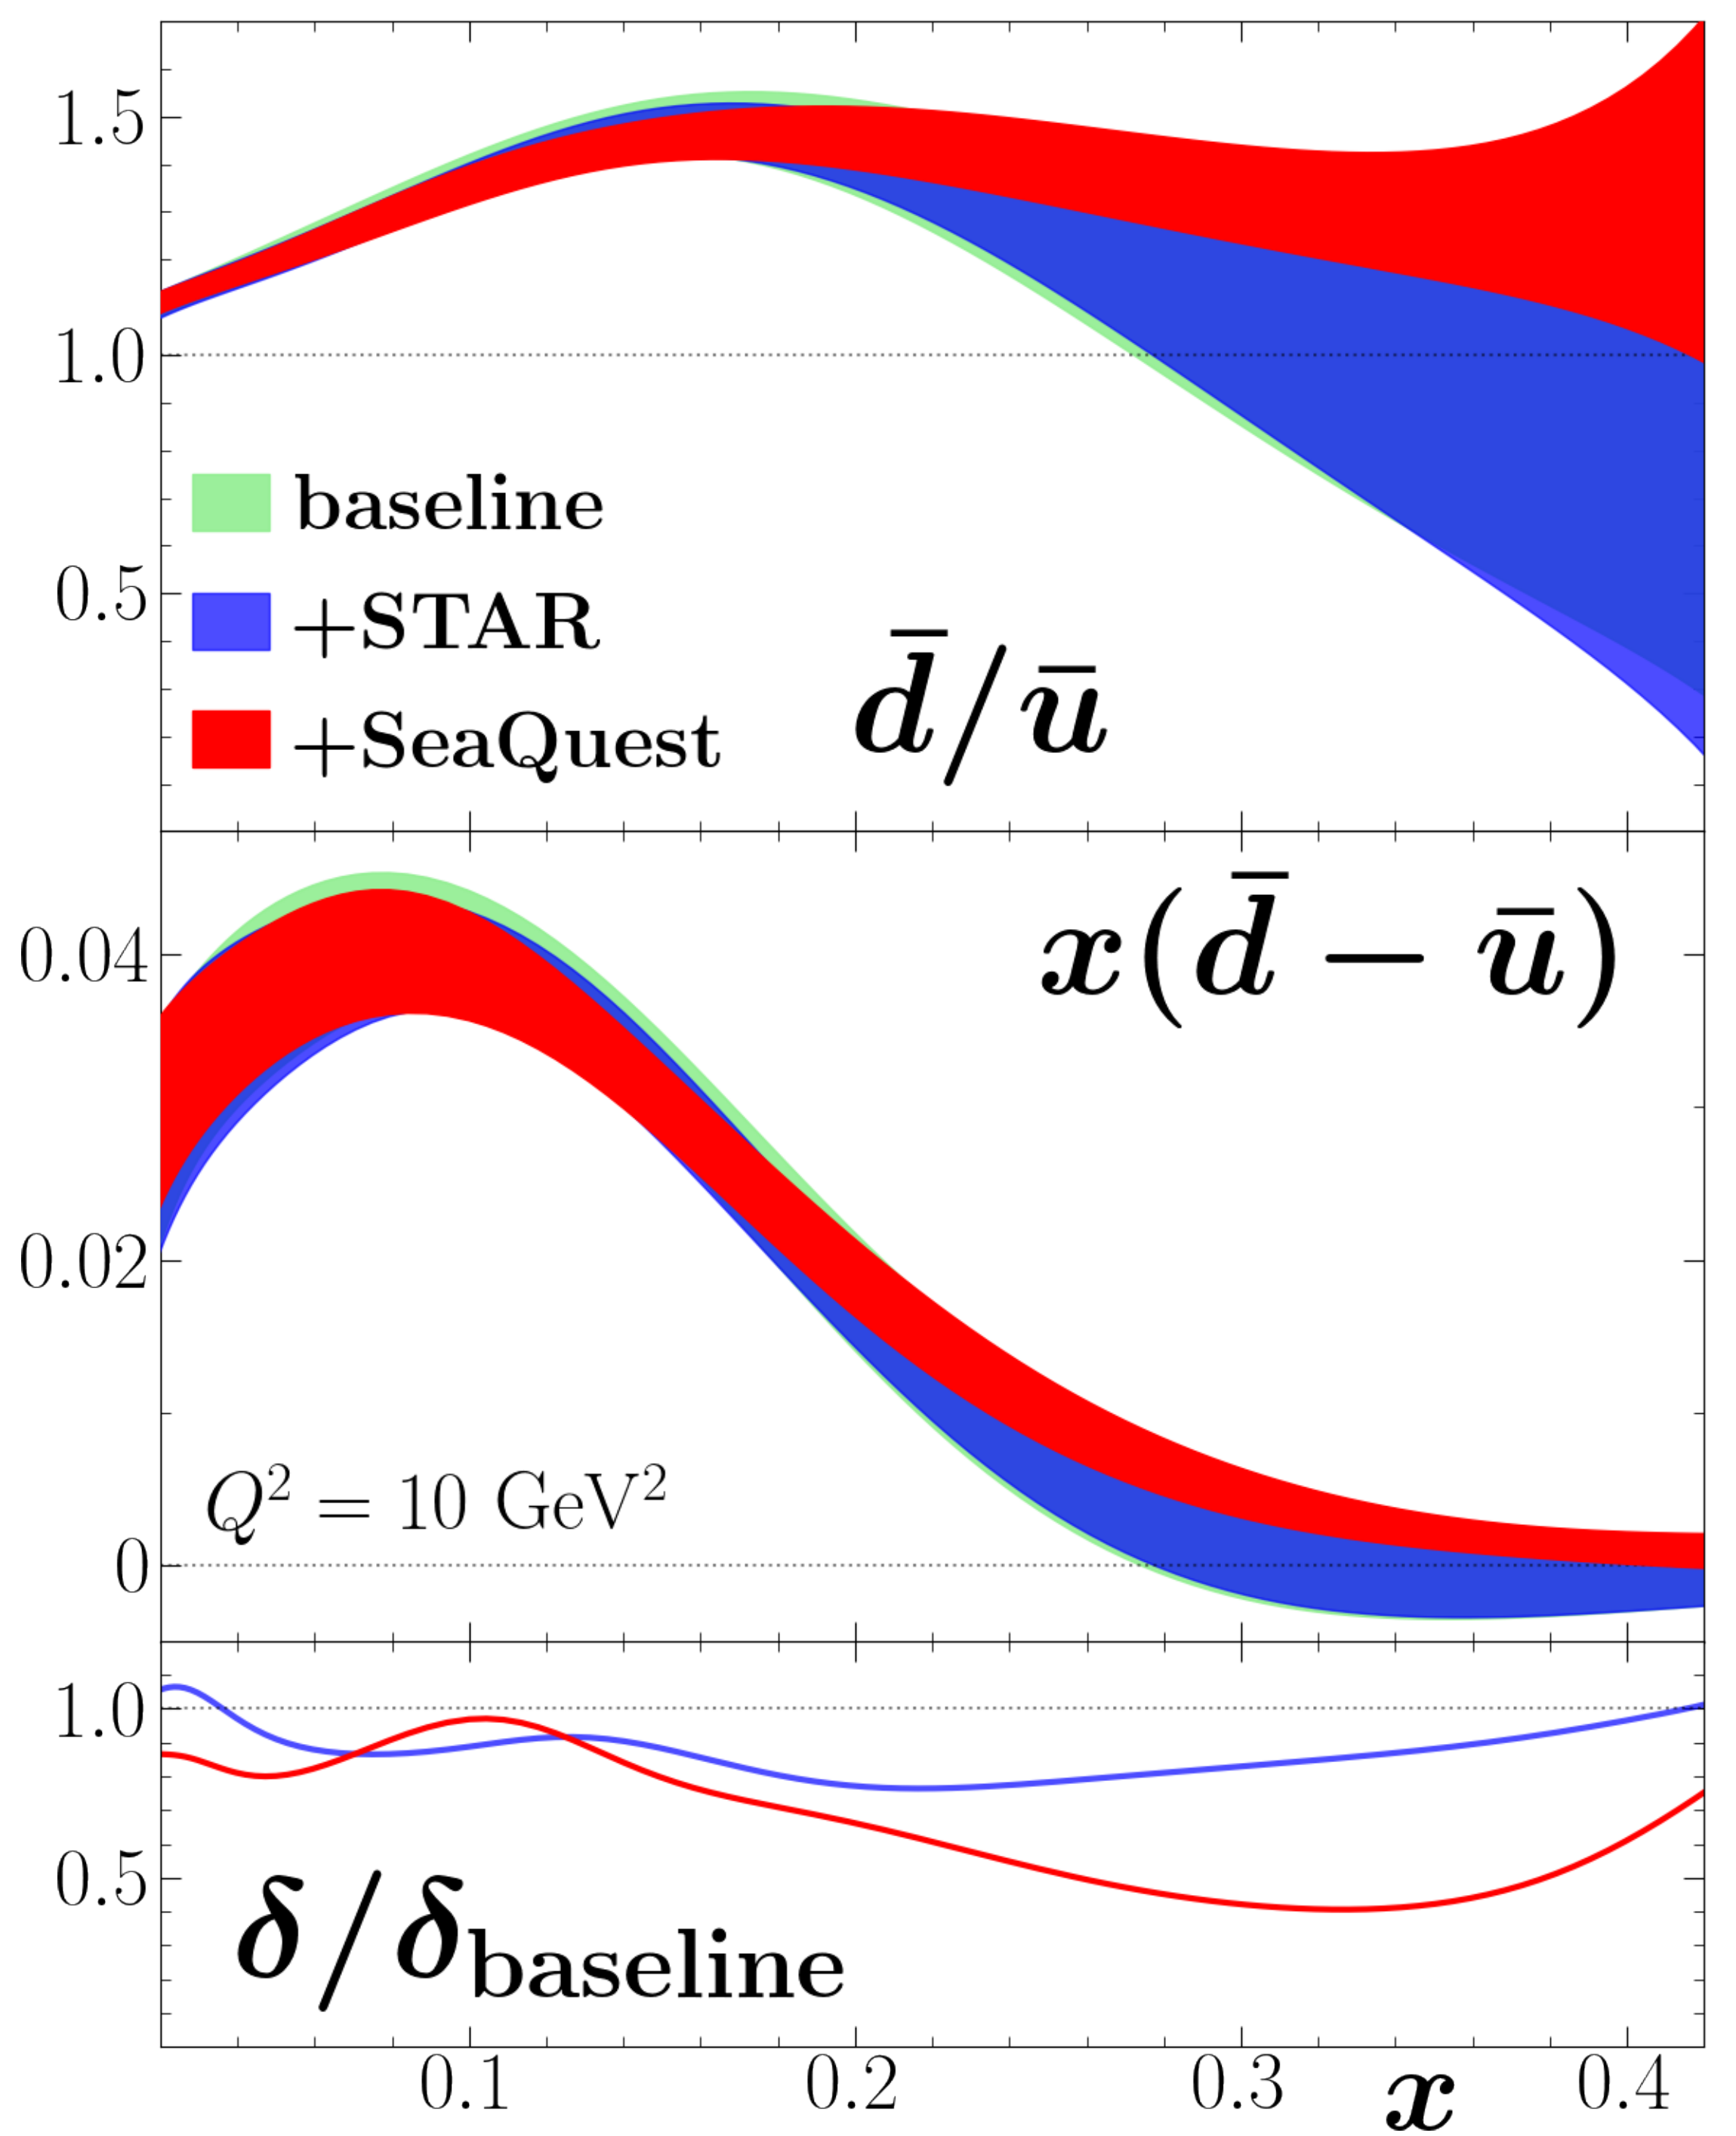 1.5
1.0
0.5
baseline
+STAR
+SeaQuest
d̅/u̅
0.04
0.02
0
x(d̅ − u̅)
Q² = 10 GeV²
1.0
0.5
δ/δbaseline
0.1 0.2 0.3 x 0.4